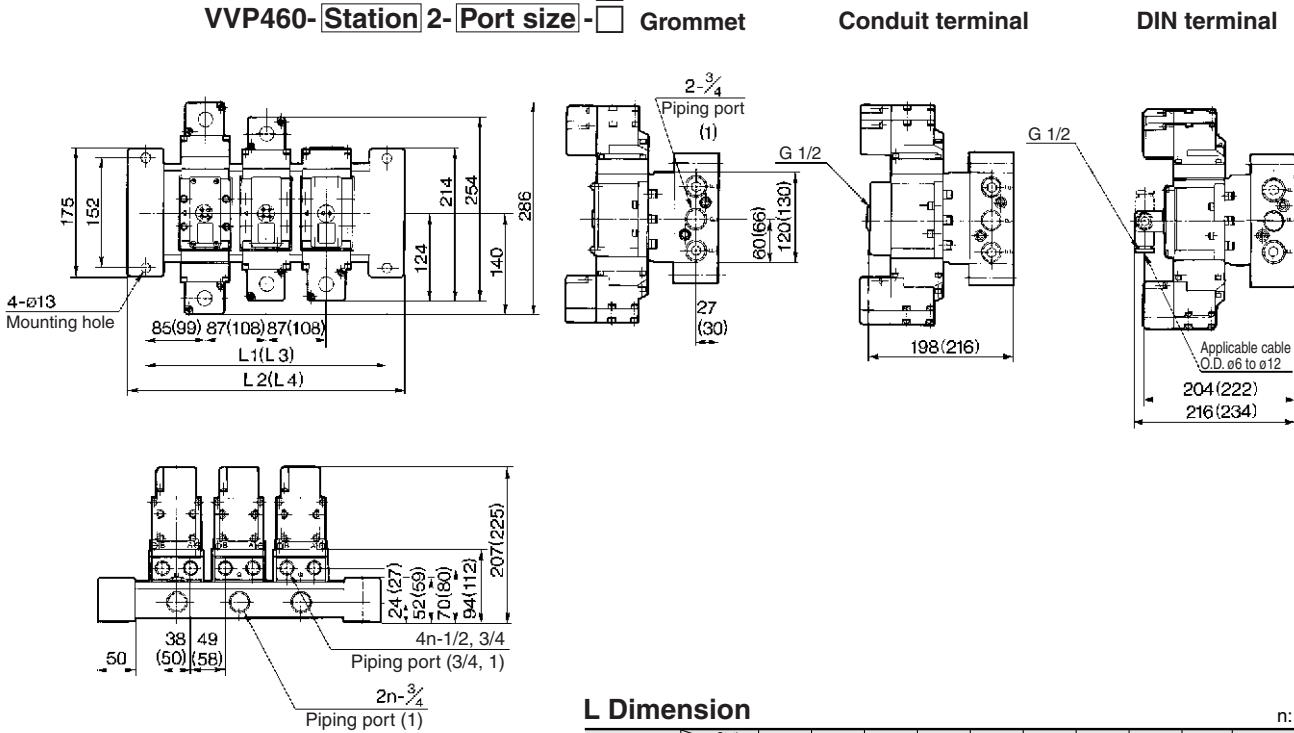 VVP460- Station 2- Port size -□ Grommet
Conduit terminal
DIN terminal
2-3/4
Piping port
(1)
G 1/2
G 1/2
175
152
124
214
254
140
286
60(66)
120(130)
27
(30)
198(216)
4-ø13
Mounting hole
85(99) 87(108) 87(108)
L1(L3)
L2(L4)
Applicable cable
O.D. ø6 to ø12
204(222)
216(234)
B A
24(27)
52(59)
70(80)
94(112)
207(225)
38 49
50 (50) (58)
4n-1/2, 3/4
Piping port (3/4, 1)
2n-3/4
Piping port (1)
L Dimension
n: